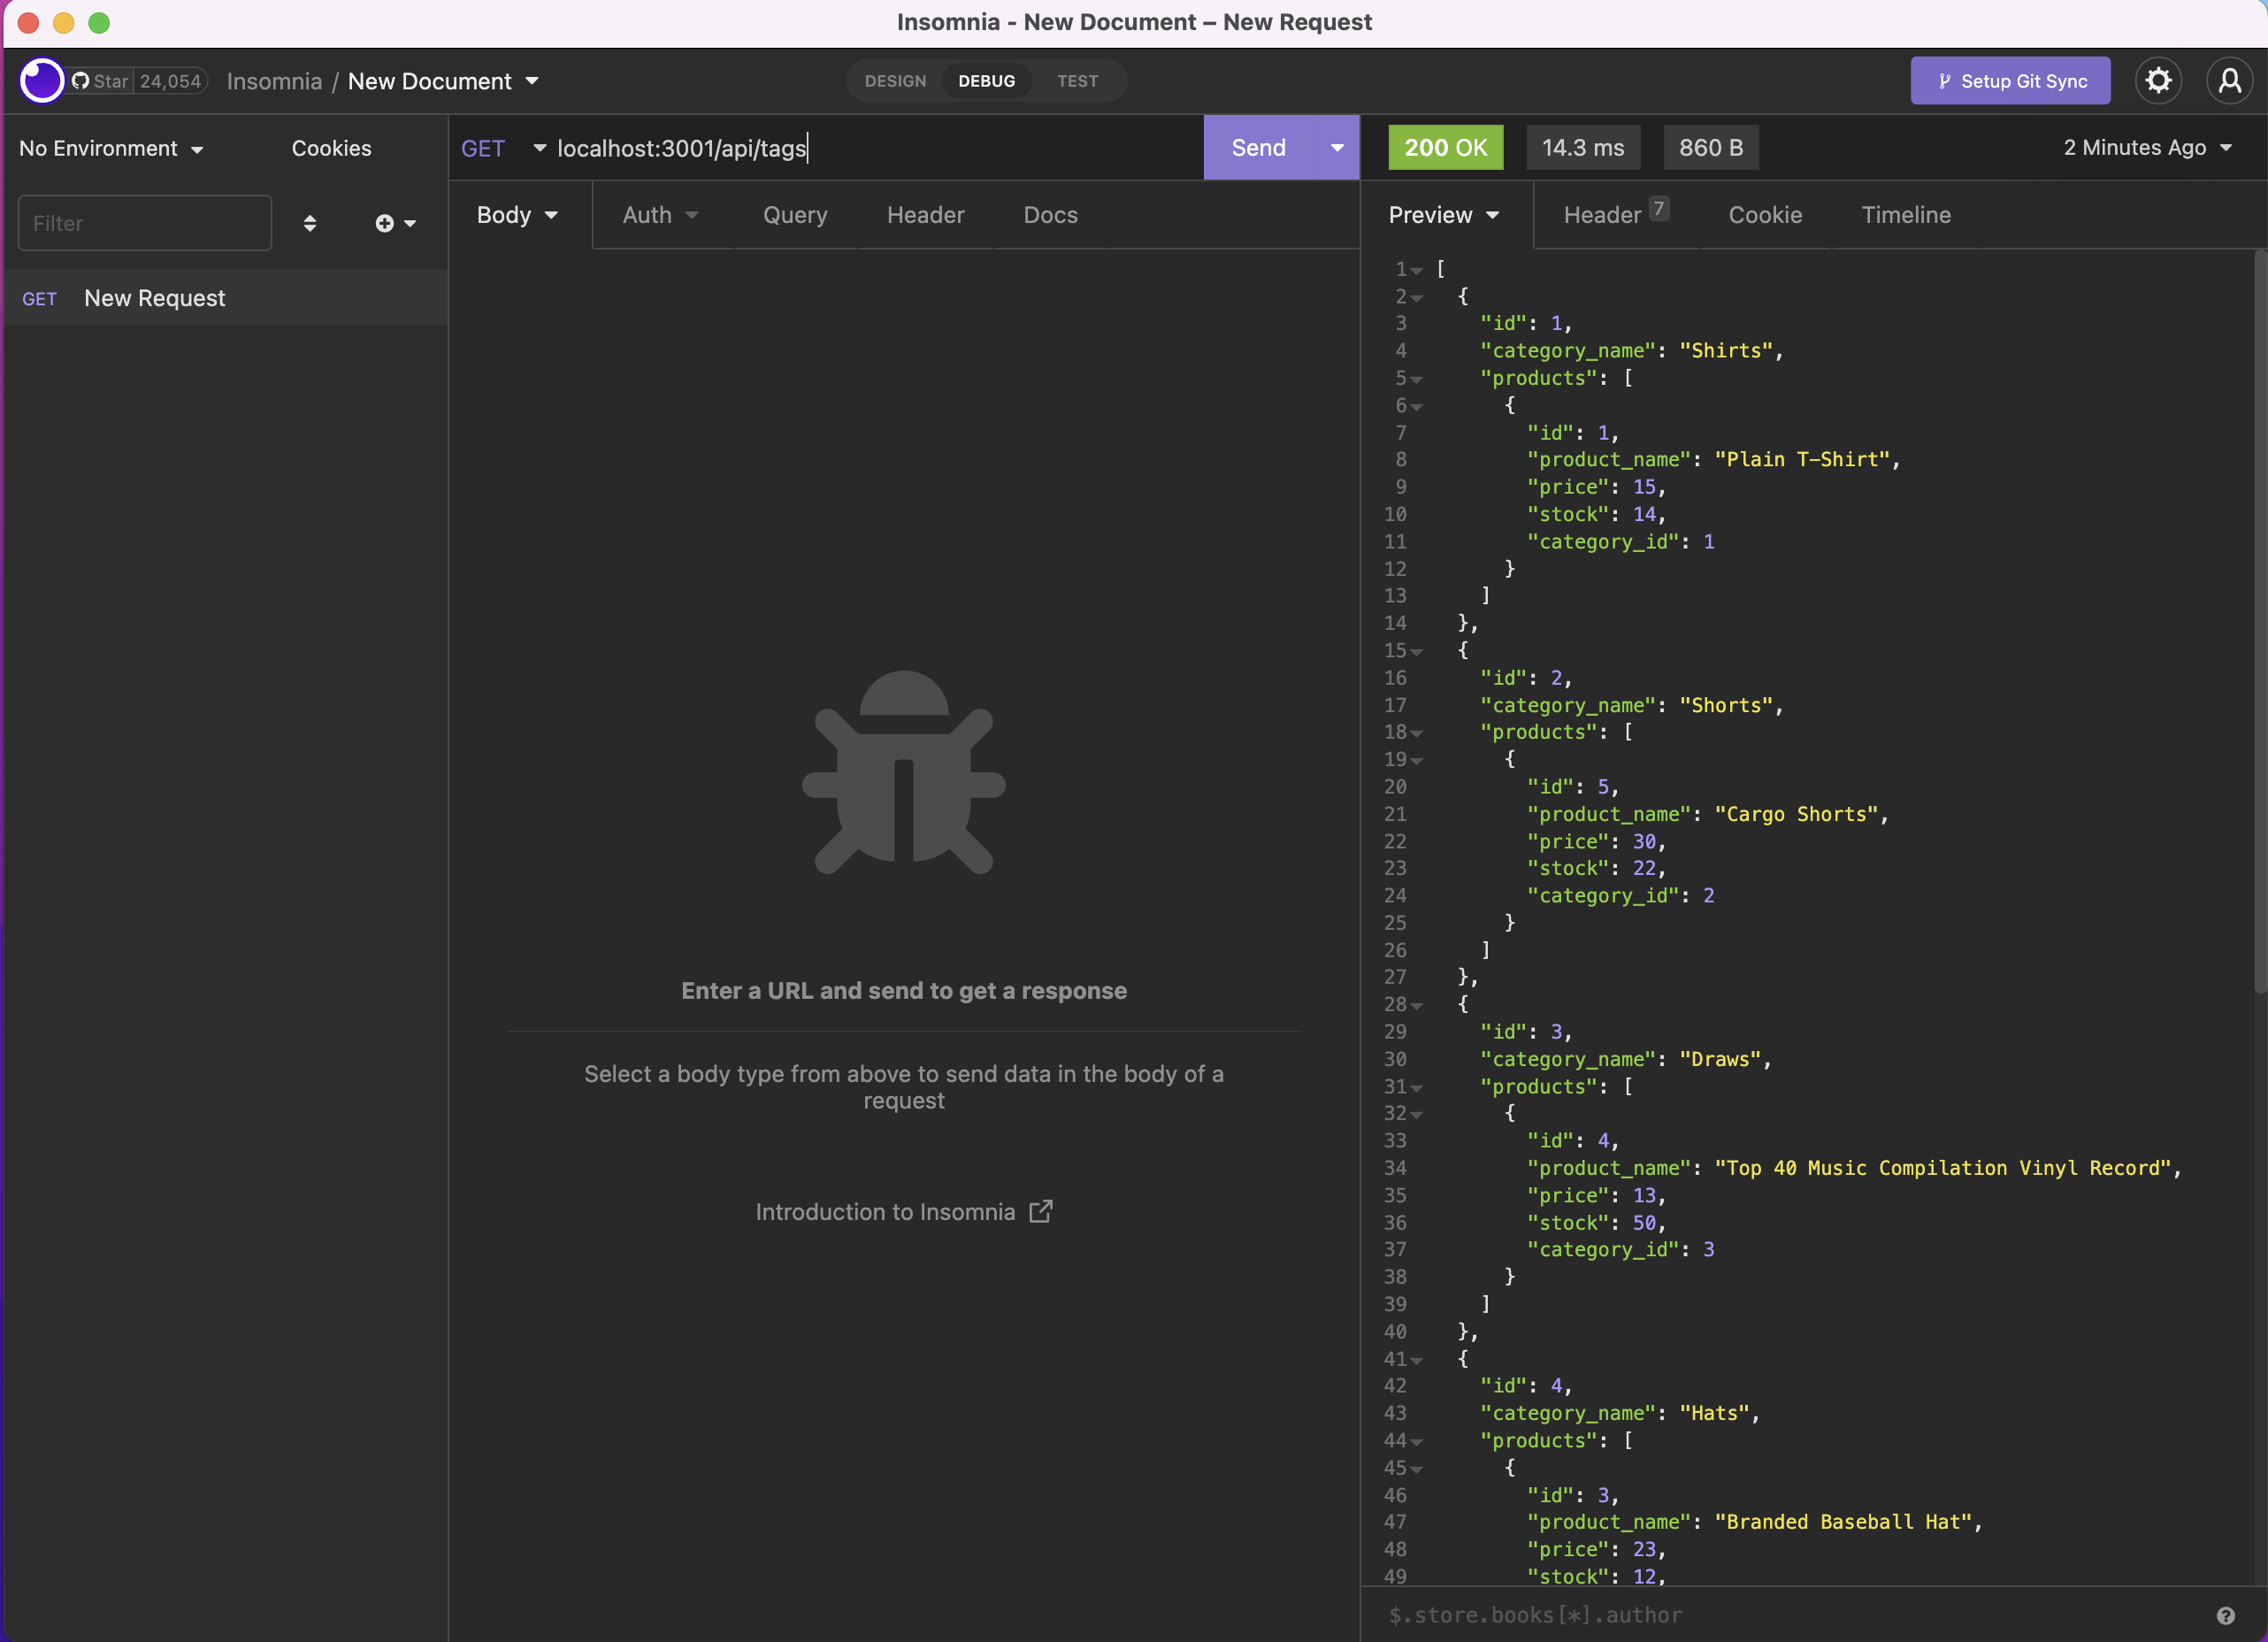 Insomnia - New Document – New Request
Star 24,054 Insomnia / New Document
DESIGN DEBUG TEST
Setup Git Sync
No Environment Cookies
GET localhost:3001/api/tags Send
200 OK 14.3 ms 860 B 2 Minutes Ago
Filter
Body Auth Query Header Docs
Preview Header 7 Cookie Timeline
GET New Request
Enter a URL and send to get a response
Select a body type from above to send data in the body of a
request
Introduction to Insomnia
1 [
2 {
3 "id": 1,
4 "category_name": "Shirts",
5 "products": [
6 {
7 "id": 1,
8 "product_name": "Plain T-Shirt",
9 "price": 15,
10 "stock": 14,
11 "category_id": 1
12 }
13 ]
14 },
15 {
16 "id": 2,
17 "category_name": "Shorts",
18 "products": [
19 {
20 "id": 5,
21 "product_name": "Cargo Shorts",
22 "price": 30,
23 "stock": 22,
24 "category_id": 2
25 }
26 ]
27 },
28 {
29 "id": 3,
30 "category_name": "Draws",
31 "products": [
32 {
33 "id": 4,
34 "product_name": "Top 40 Music Compilation Vinyl Record",
35 "price": 13,
36 "stock": 50,
37 "category_id": 3
38 }
39 ]
40 },
41 {
42 "id": 4,
43 "category_name": "Hats",
44 "products": [
45 {
46 "id": 3,
47 "product_name": "Branded Baseball Hat",
48 "price": 23,
49 "stock": 12,
$.store.books[*].author